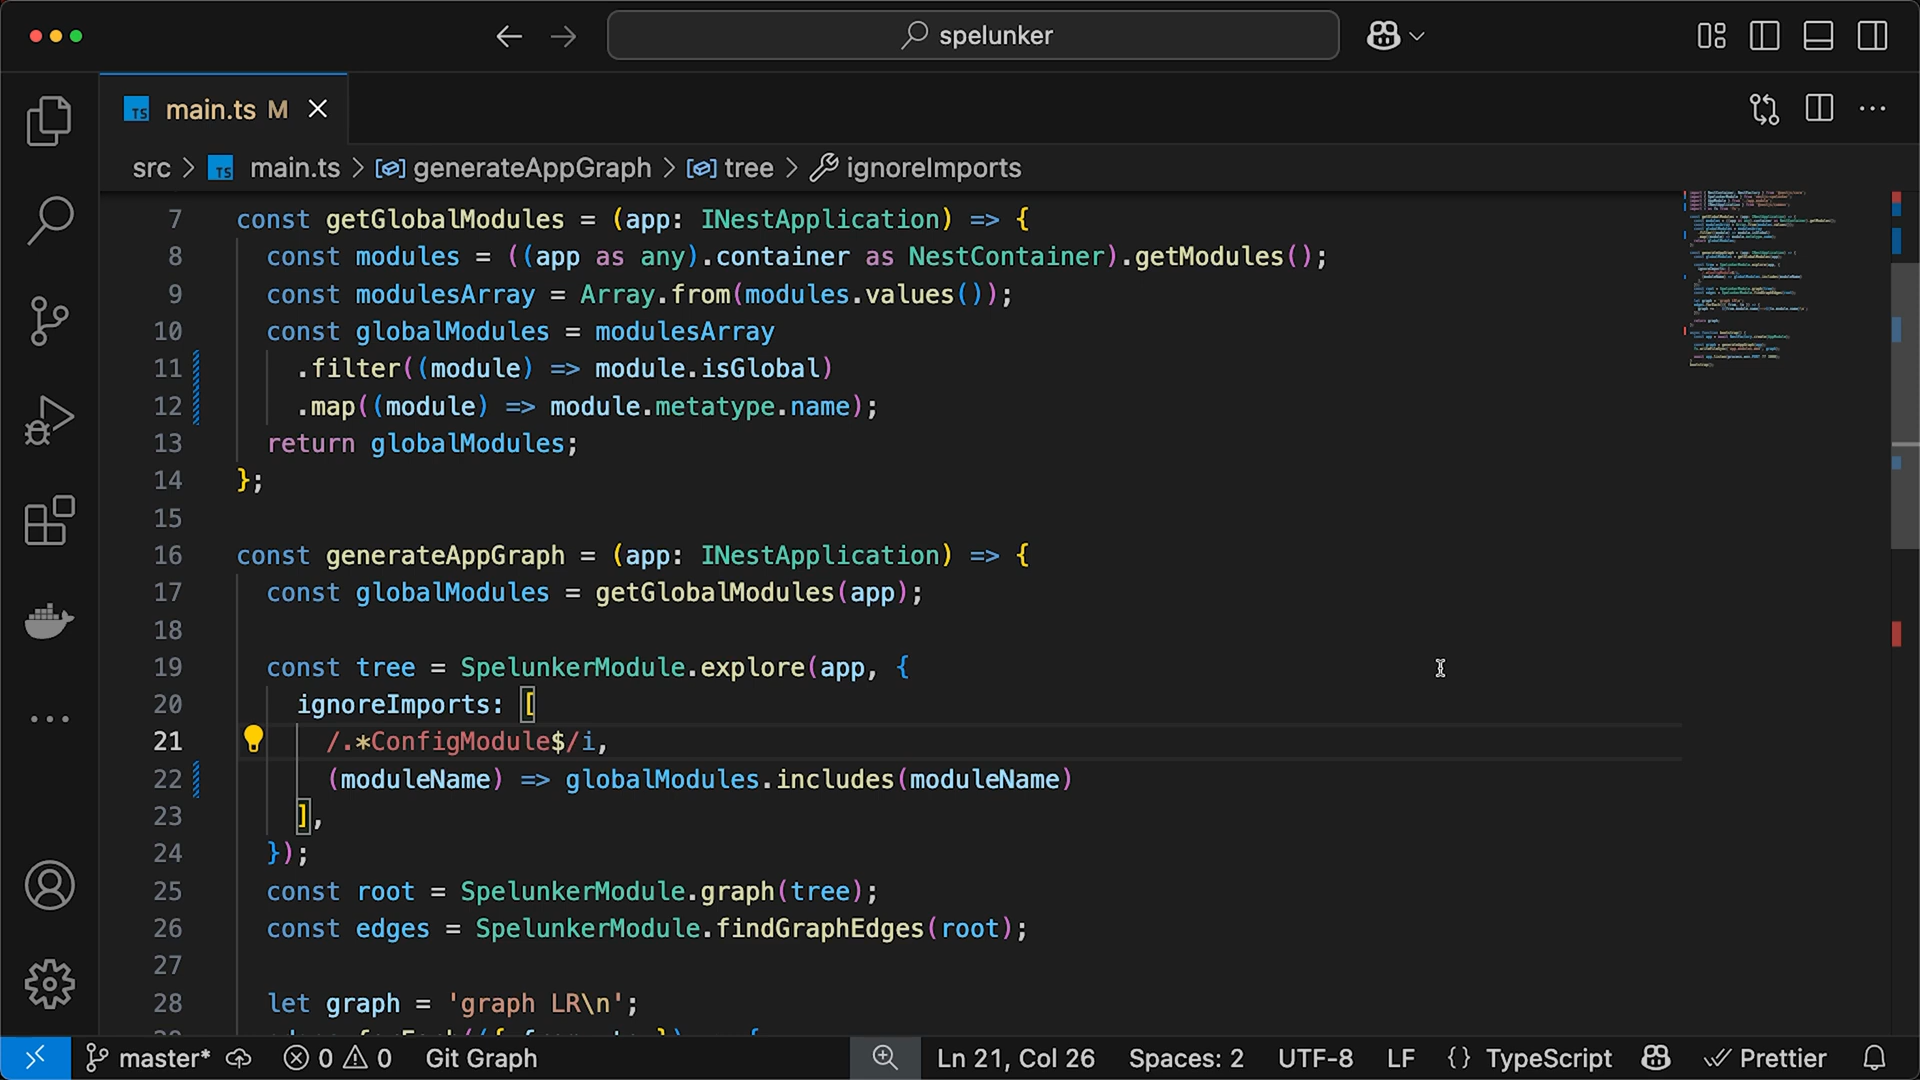 spelunker
TS main.ts M
src > TS main.ts > generateAppGraph > tree > ignoreImports
7 const getGlobalModules = (app: INestApplication) => {
8 const modules = ((app as any).container as NestContainer).getModules();
9 const modulesArray = Array.from(modules.values());
10 const globalModules = modulesArray
11 .filter((module) => module.isGlobal)
12 .map((module) => module.metatype.name);
13 return globalModules;
14 };
15
16 const generateAppGraph = (app: INestApplication) => {
17 const globalModules = getGlobalModules(app);
18
19 const tree = SpelunkerModule.explore(app, {
20 ignoreImports: [
21 /.*ConfigModule$/i,
22 (moduleName) => globalModules.includes(moduleName)
23 ],
24 });
25 const root = SpelunkerModule.graph(tree);
26 const edges = SpelunkerModule.findGraphEdges(root);
27
28 let graph = 'graph LR\n';
master* 0 0 Git Graph Ln 21, Col 26 Spaces: 2 UTF-8 LF {} TypeScript Prettier